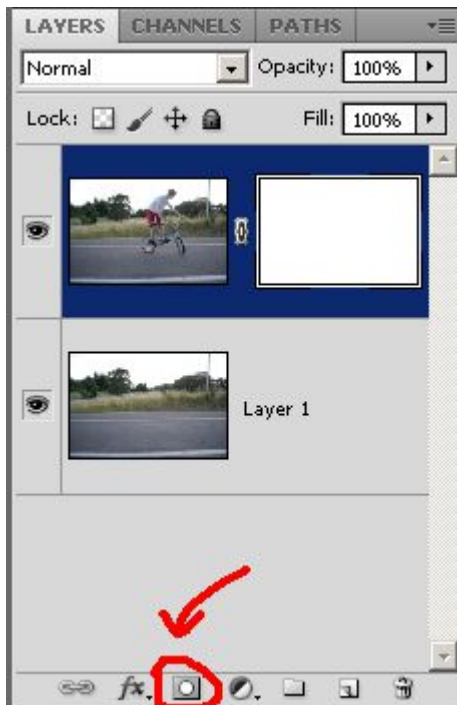 LAYERS CHANNELS PATHS
Normal Opacity: 100%
Lock: Fill: 100%
Layer 1
fx.